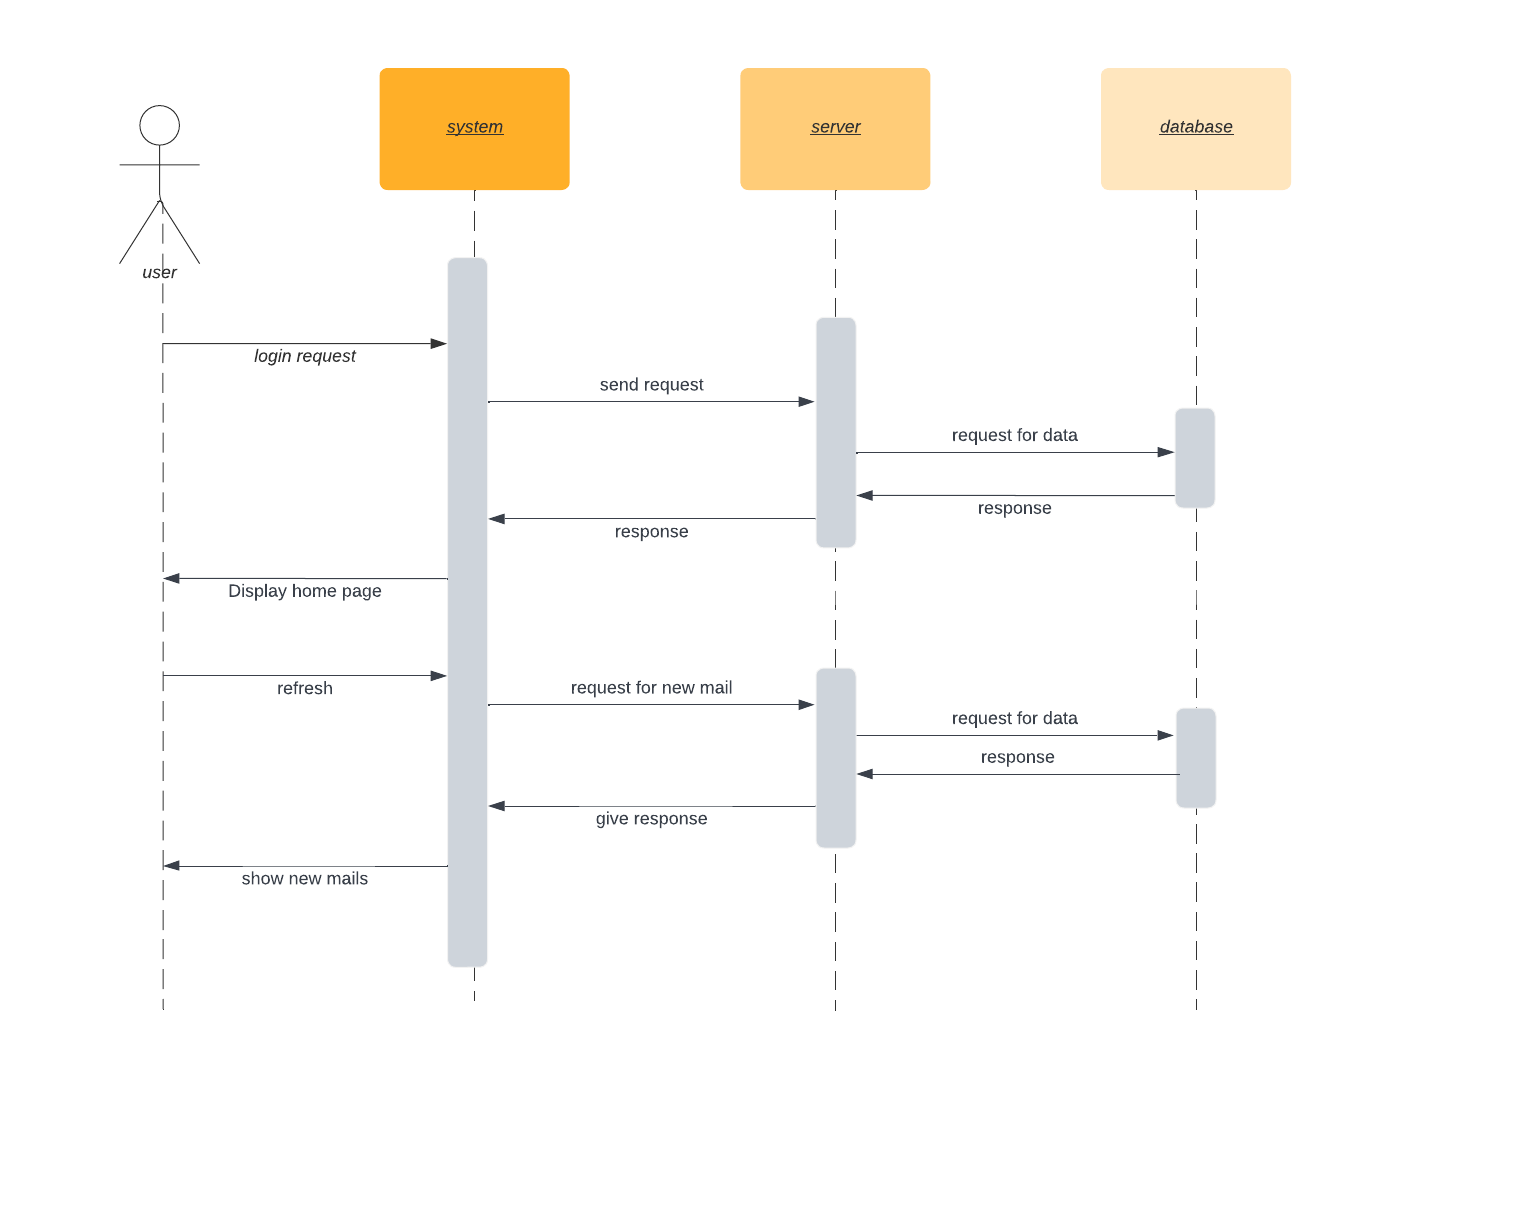 system
server
database
user
login request
send request
request for data
response
response
Display home page
refresh
request for new mail
request for data
response
give response
show new mails